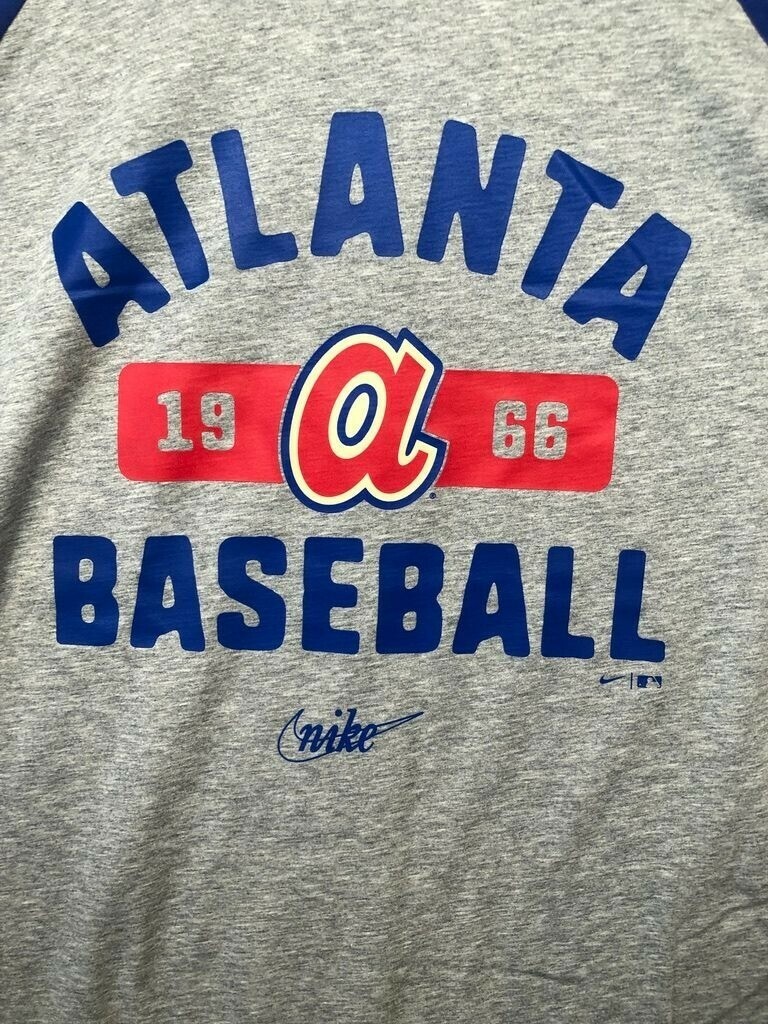 ATLANTA
19 a 66
BASEBALL
nike